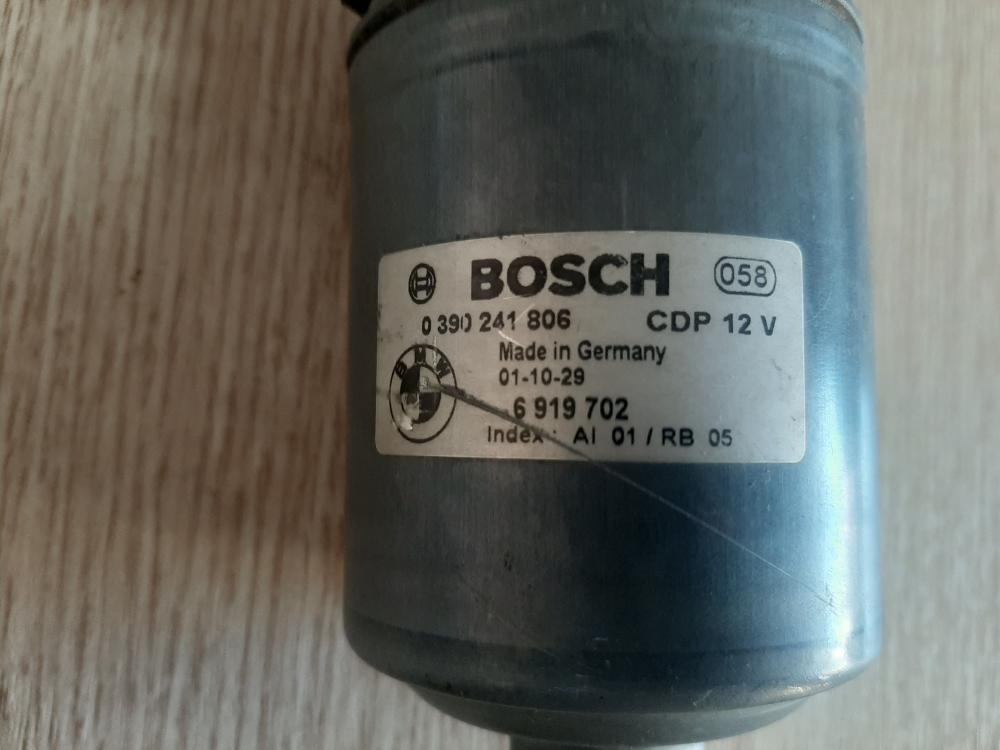 BOSCH 058
0 390 241 806 CDP 12 V
Made in Germany
BMW
01-10-29
6 919 702
Index : AI 01 / RB 05